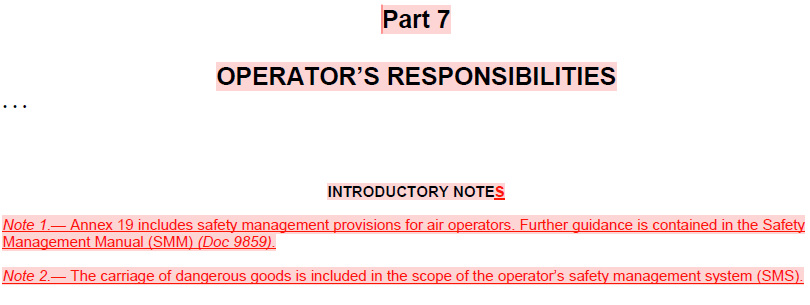 Part 7
OPERATOR’S RESPONSIBILITIES
. . .
INTRODUCTORY NOTES
Note 1.— Annex 19 includes safety management provisions for air operators. Further guidance is contained in the Safety
Management Manual (SMM) (Doc 9859).
Note 2.— The carriage of dangerous goods is included in the scope of the operator’s safety management system (SMS).